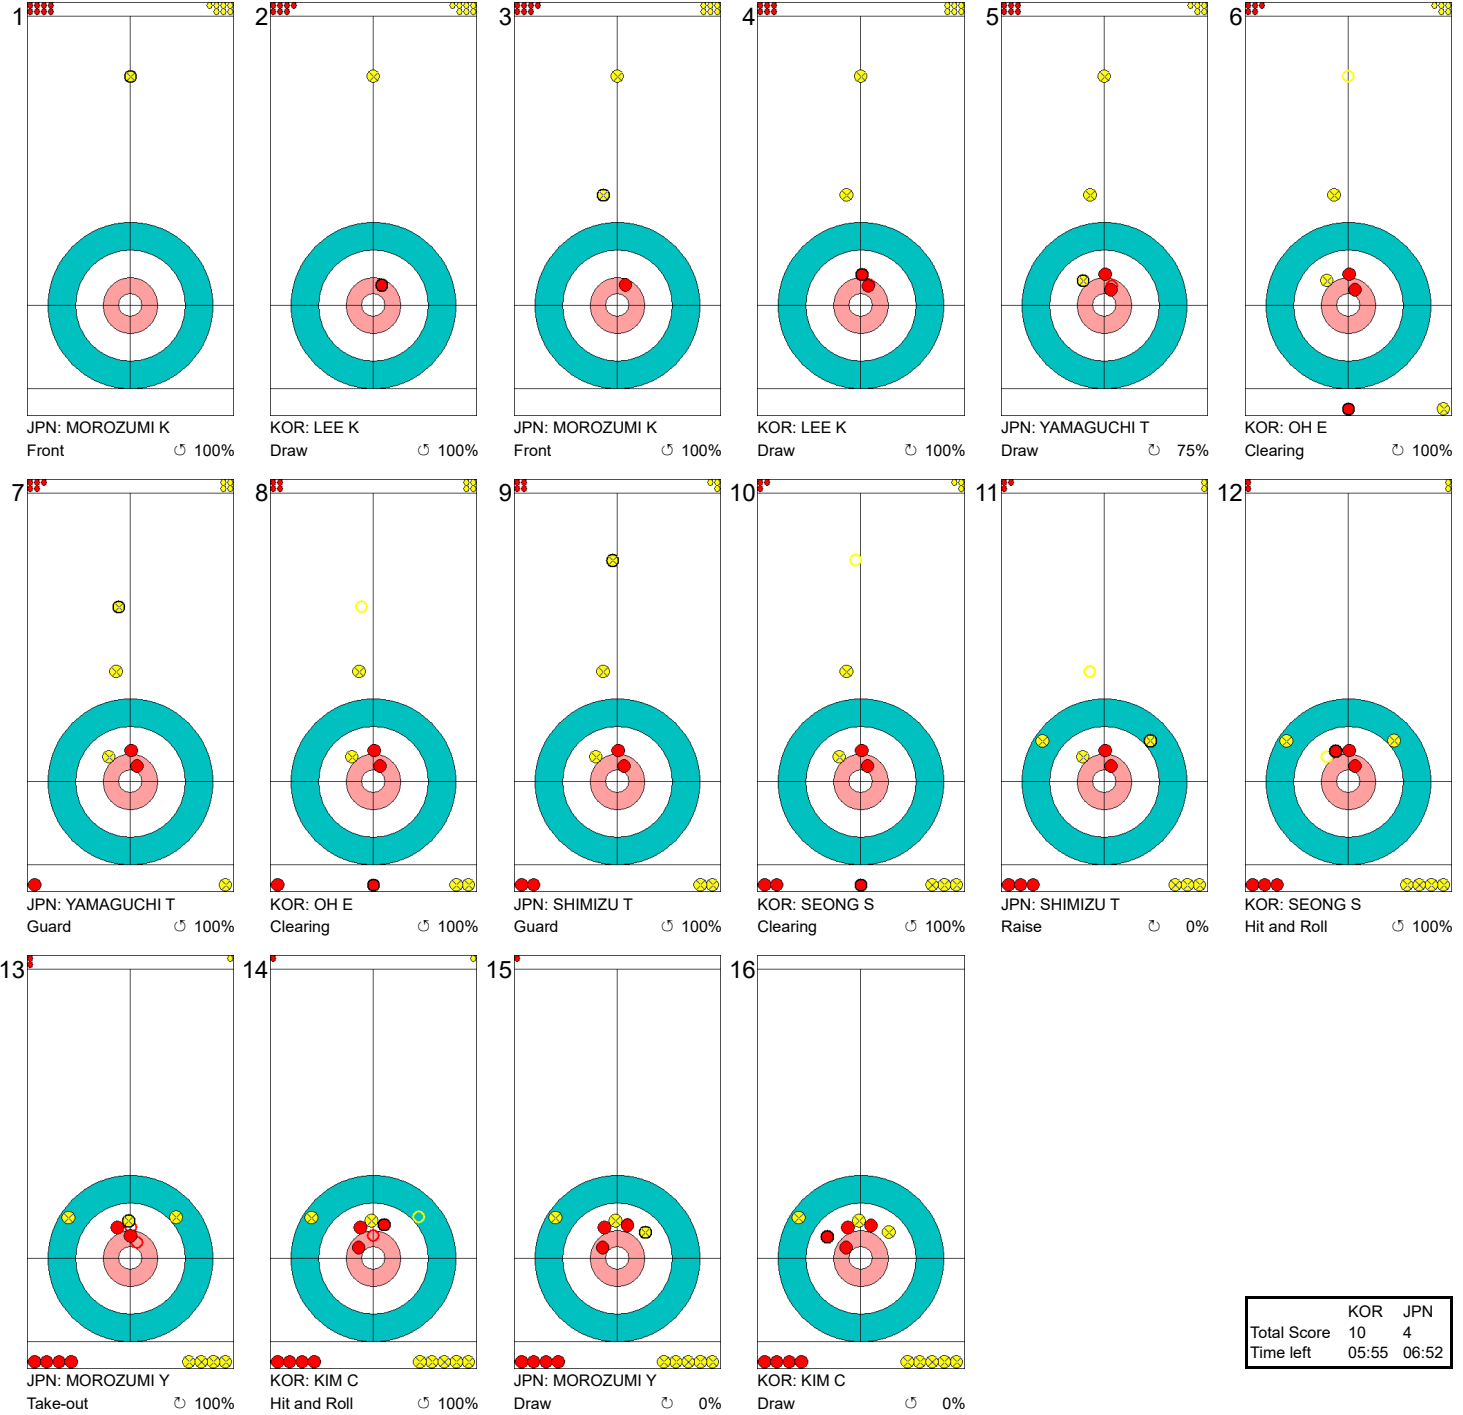 1 2 3 4 5 6
JPN: MOROZUMI K KOR: LEE K JPN: MOROZUMI K KOR: LEE K JPN: YAMAGUCHI T KOR: OH E
Front ↺ 100% Draw ↺ 100% Front ↺ 100% Draw ↺ 100% Draw ↻ 75% Clearing ↺ 100%
7 8 9 10 11 12
JPN: YAMAGUCHI T KOR: OH E JPN: SHIMIZU T KOR: SEONG S JPN: SHIMIZU T KOR: SEONG S
Guard ↺ 100% Clearing ↺ 100% Guard ↺ 100% Clearing ↺ 100% Raise ↻ 0% Hit and Roll ↺ 100%
13 14 15 16
JPN: MOROZUMI Y KOR: KIM C JPN: MOROZUMI Y KOR: KIM C
Take-out ↻ 100% Hit and Roll ↺ 100% Draw ↻ 0% Draw ↺ 0%
KOR JPN
Total Score 10 4
Time left 05:55 06:52